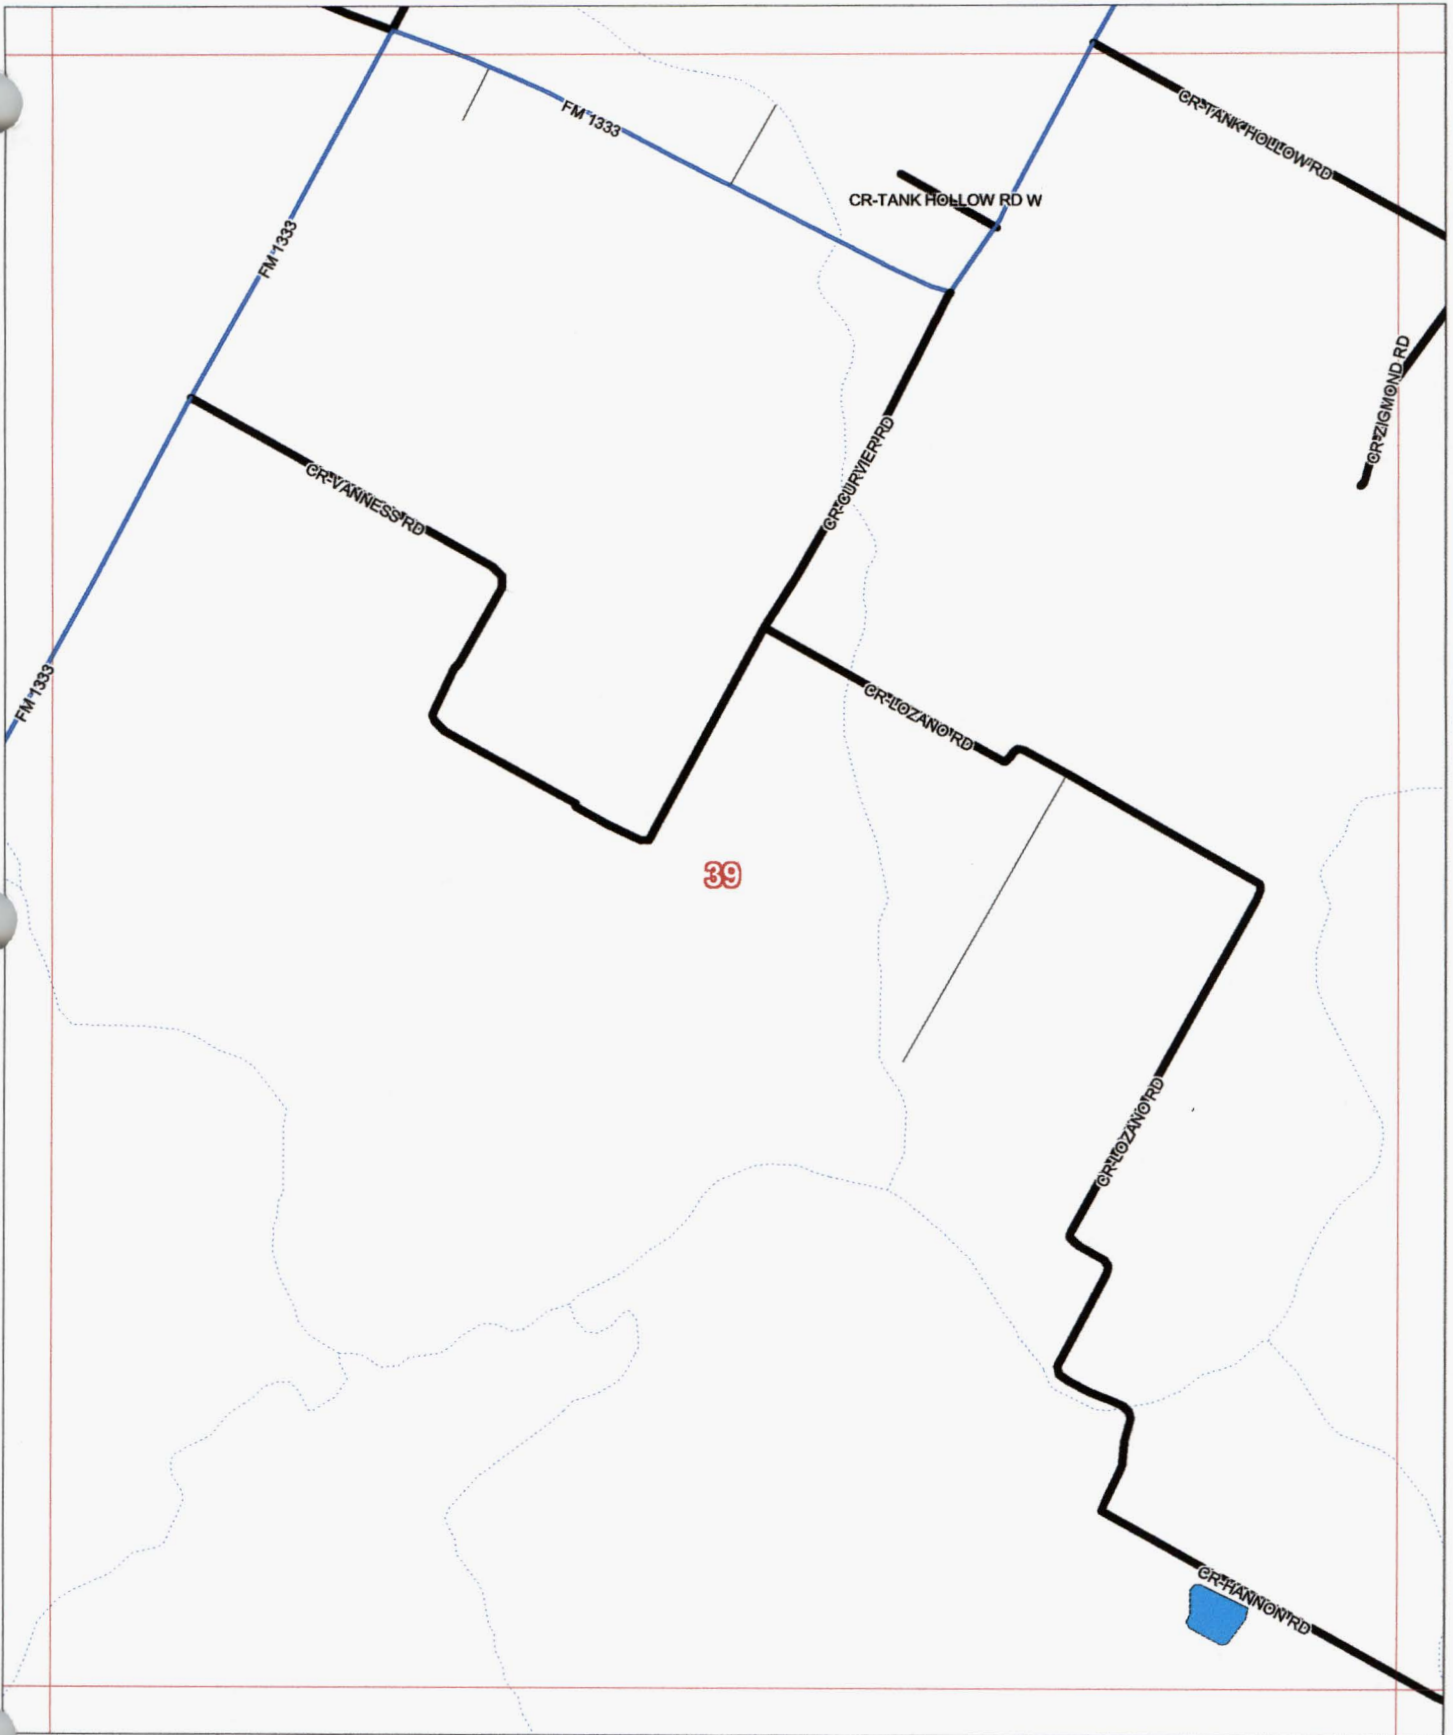 CR-TANK HOLLOW RD
FM 1333
CR-TANK HOLLOW RD W
FM 1333
CR-ZIGMOND RD
CR-CURVIER RD
CR-VANNESS RD
FM 1333
CR-LOZANO RD
39
CR-LOZANO RD
CR-HANNON RD